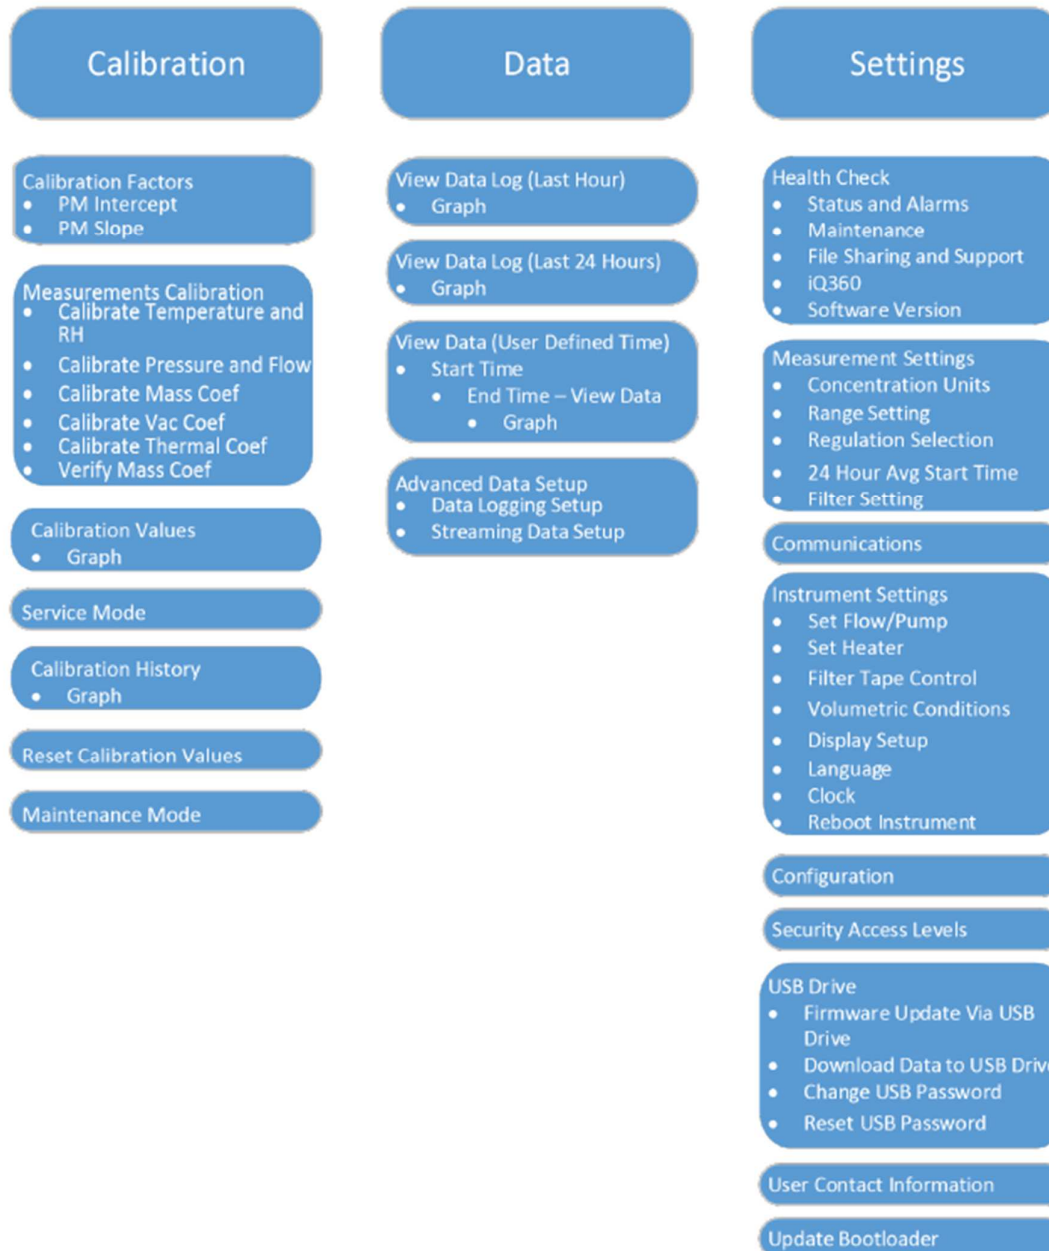 Calibration
Calibration Factors
• PM Intercept
• PM Slope
Measurements Calibration
• Calibrate Temperature and
RH
• Calibrate Pressure and Flow
• Calibrate Mass Coef
• Calibrate Vac Coef
• Calibrate Thermal Coef
• Verify Mass Coef
Calibration Values
• Graph
Service Mode
Calibration History
• Graph
Reset Calibration Values
Maintenance Mode
Data
View Data Log (Last Hour)
• Graph
View Data Log (Last 24 Hours)
• Graph
View Data (User Defined Time)
• Start Time
• End Time – View Data
• Graph
Advanced Data Setup
• Data Logging Setup
• Streaming Data Setup
Settings
Health Check
• Status and Alarms
• Maintenance
• File Sharing and Support
• iQ360
• Software Version
Measurement Settings
• Concentration Units
• Range Setting
• Regulation Selection
• 24 Hour Avg Start Time
• Filter Setting
Communications
Instrument Settings
• Set Flow/Pump
• Set Heater
• Filter Tape Control
• Volumetric Conditions
• Display Setup
• Language
• Clock
• Reboot Instrument
Configuration
Security Access Levels
USB Drive
• Firmware Update Via USB
Drive
• Download Data to USB Drive
• Change USB Password
• Reset USB Password
User Contact Information
Update Bootloader